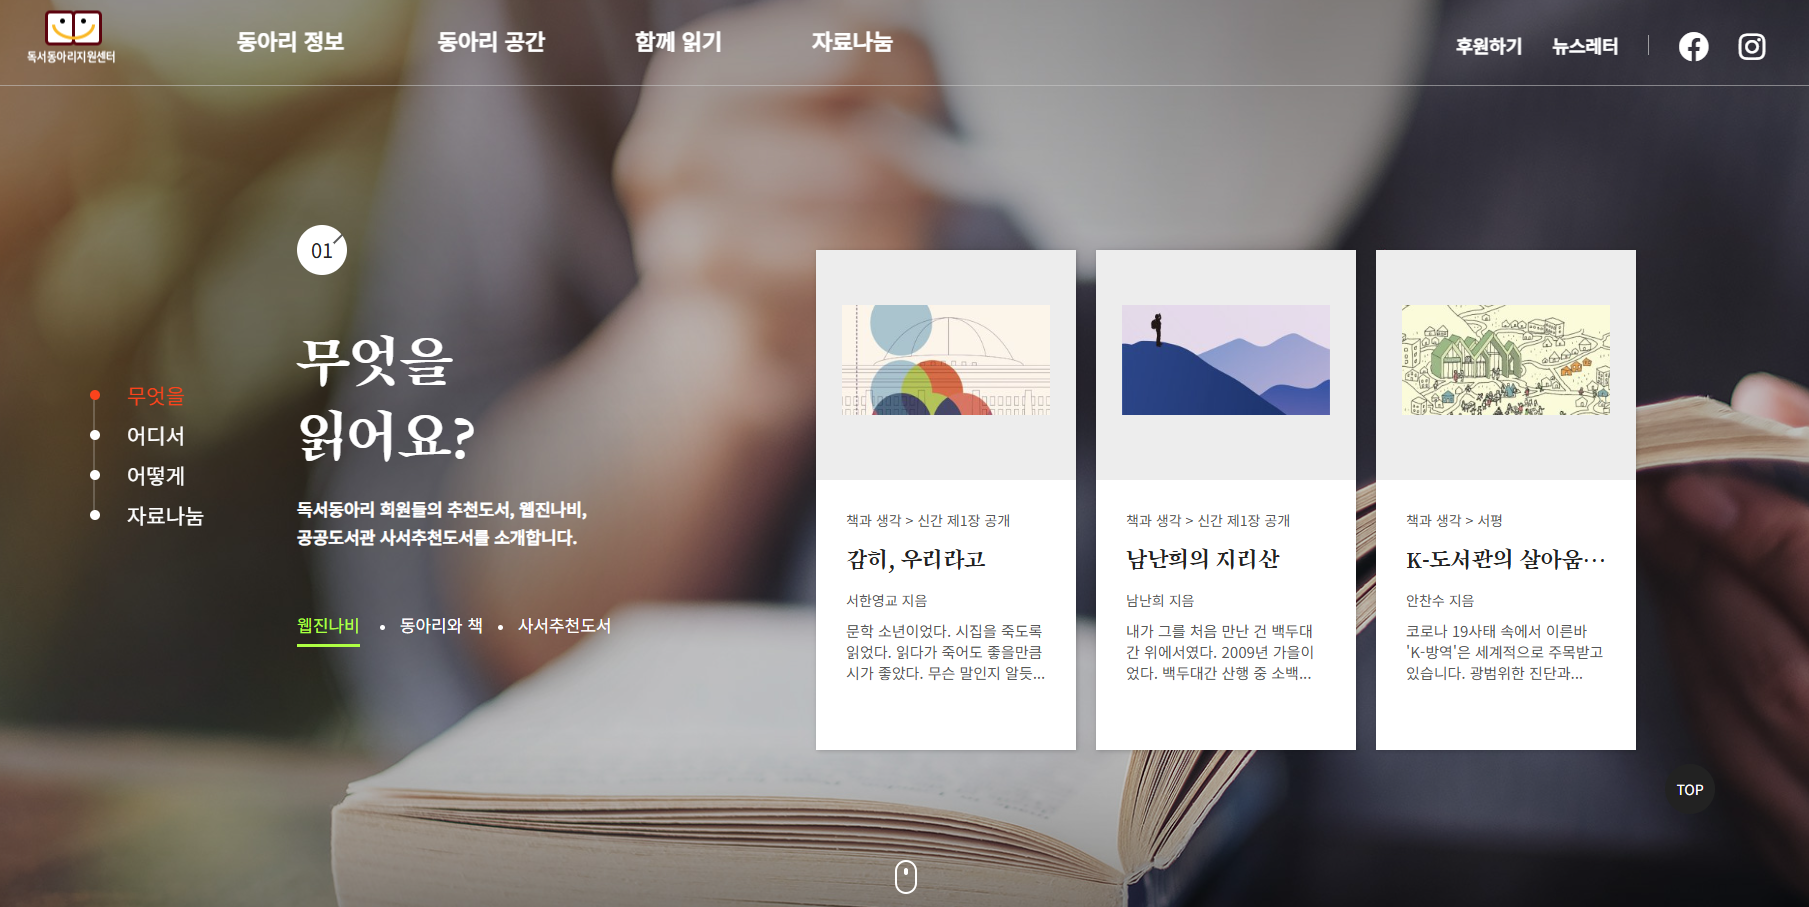 독서동아리지원센터
동아리 정보
동아리 공간
함께 읽기
자료나눔
후원하기
뉴스레터
무엇을
어디서
어떻게
자료나눔
01
무엇을
읽어요?
독서동아리 회원들의 추천도서, 웹진나비,
공공도서관 사서추천도서를 소개합니다.
웹진나비
동아리와 책
사서추천도서
책과 생각 > 신간 제1장 공개
감히, 우리라고
서한영교 지음
문학 소년이었다. 시집을 죽도록
읽었다. 읽다가 죽어도 좋을만큼
시가 좋았다. 무슨 말인지 알듯...
책과 생각 > 신간 제1장 공개
남난희의 지리산
남난희 지음
내가 그를 처음 만난 건 백두대
간 위에서였다. 2009년 가을이
었다. 백두대간 산행 중 소백...
책과 생각 > 서평
K-도서관의 살아움…
안찬수 지음
코로나 19사태 속에서 이른바
'K-방역'은 세계적으로 주목받고
있습니다. 광범위한 진단과...
TOP